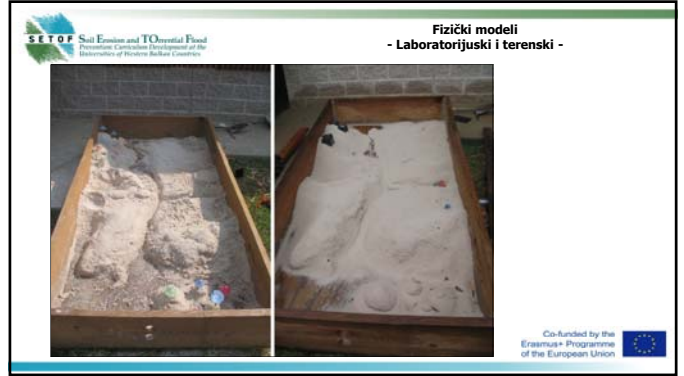 SETOF
Soil Erosion and TOrrential Flood
Prevention: Curriculum Development at the
Universities of Western Balkan Countries
Fizički modeli
- Laboratorijuski i terenski -
Co-funded by the
Erasmus+ Programme
of the European Union